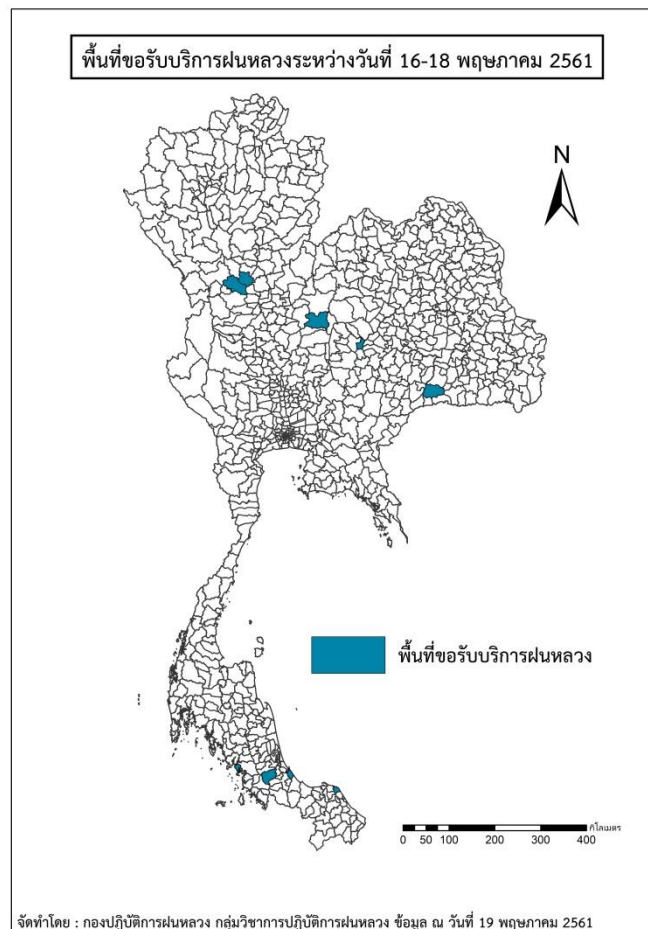 พื้นที่ขอรับบริการฝนหลวงระหว่างวันที่ 16-18 พฤษภาคม 2561
N
พื้นที่ขอรับบริการฝนหลวง
กิโลเมตร
0 50 100 200 300 400
จัดทำโดย : กองปฏิบัติการฝนหลวง กลุ่มวิชาการปฏิบัติการฝนหลวง ข้อมูล ณ วันที่ 19 พฤษภาคม 2561